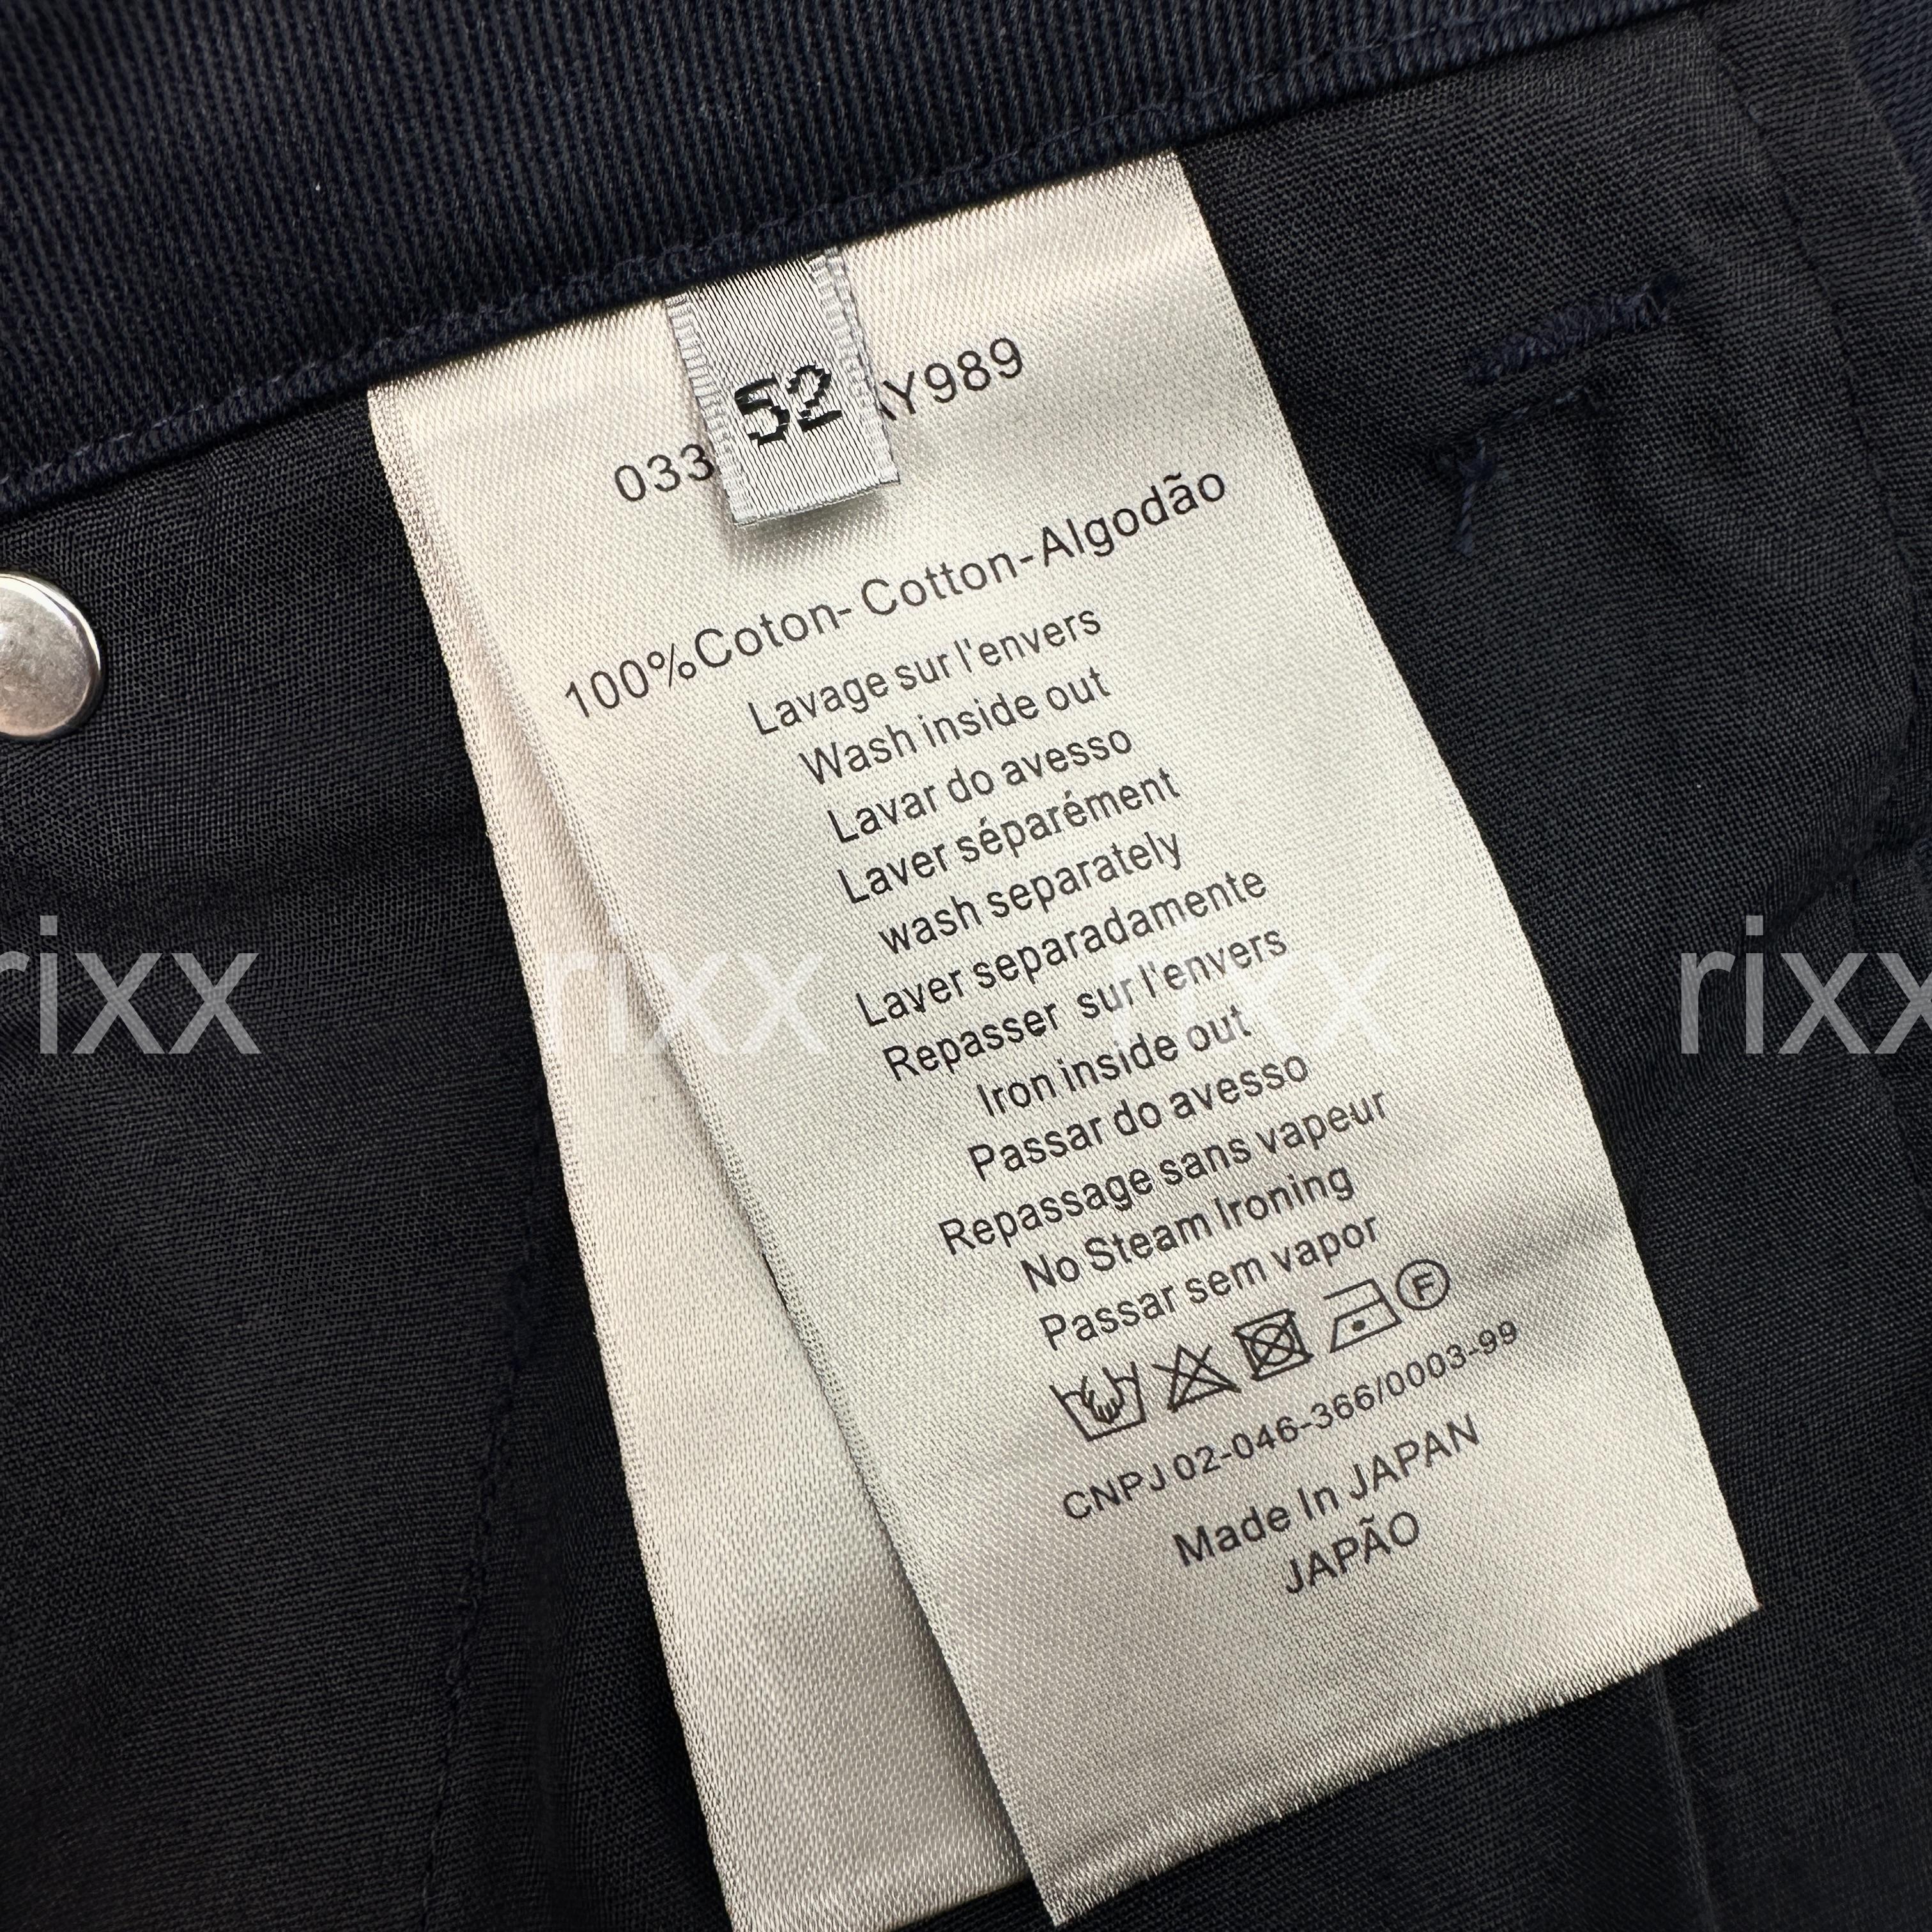 52
033 Y989
100%Coton- Cotton-Algodão
Lavage sur l'envers
Wash inside out
Lavar do avesso
Laver séparément
wash separately
Laver separadamente
Repasser sur l'envers
Iron inside out
Passar do avesso
Repassage sans vapeur
No Steam Ironing
Passar sem vapor
F
CNPJ 02-046-366/0003-99
Made In JAPAN
JAPÃO
rixx rixx rixx rixx